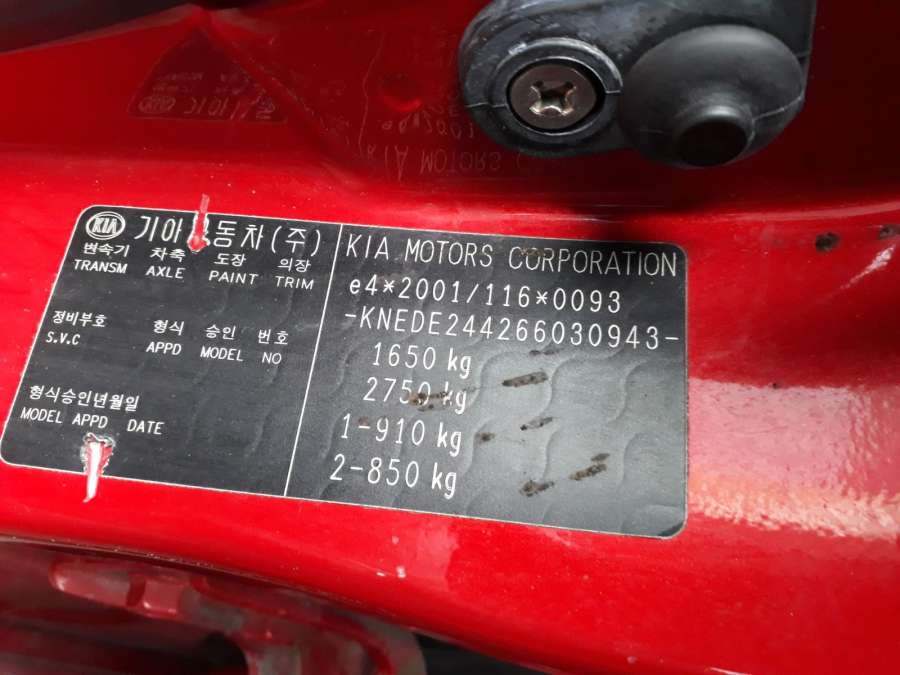 KIA 기아자동차(주)
변속기 차축 도장 의장
TRANSM AXLE PAINT TRIM
정비부호 형식 승인 번호
S.V.C APPD MODEL NO
형식승인년월일
MODEL APPD DATE
KIA MOTORS CORPORATION
e4*2001/116*0093
-KNEDE244266030943-
1650 kg
2750 kg
1-910 kg
2-850 kg